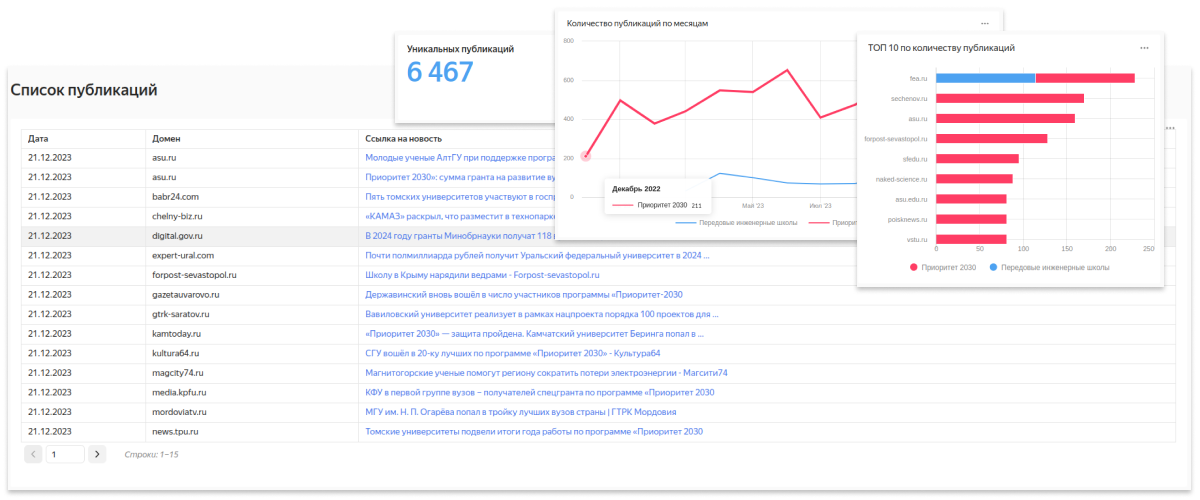 Количество публикаций по месяцам
...
800
600
400
200
0
Декабрь 2022
Приоритет 2030 211
Май '23
Июл '23
Передовые инженерные школы
ТОП 10 по количеству публикаций
...
fea.ru
sechenov.ru
asu.ru
forpost-sevastopol.ru
sfedu.ru
naked-science.ru
asu.edu.ru
poisknews.ru
vstu.ru
0 50 100 150 200 250
Приоритет 2030 Передовые инженерные школы
Уникальных публикаций
6 467
Список публикаций
...
Дата Домен Ссылка на новость
21.12.2023 asu.ru Молодые ученые АлтГУ при поддержке
21.12.2023 asu.ru Приоритет 2030»: сумма гранта на развитие
21.12.2023 babr24.com Пять томских университетов участвуют в
21.12.2023 chelny-biz.ru «КАМАЗ» раскрыл, что разместит в
21.12.2023 digital.gov.ru В 2024 году гранты Минобрнауки получат 118
21.12.2023 expert-ural.com Почти полмиллиарда рублей получит Уральский федеральный университет в 2024 ...
21.12.2023 forpost-sevastopol.ru Школу в Крыму нарядили ведрами - Forpost-sevastopol.ru
21.12.2023 gazetauvarovo.ru Державинский вновь вошёл в число участников программы «Приоритет-2030
21.12.2023 gtrk-saratov.ru Вавиловский университет реализует в рамках нацпроекта порядка 100 проектов для ...
21.12.2023 kamtoday.ru «Приоритет 2030» — защита пройдена. Камчатский университет Беринга попал в ...
21.12.2023 kultura64.ru СГУ вошёл в 20-ку лучших по программе «Приоритет 2030» - Культура64
21.12.2023 magcity74.ru Магнитогорские ученые помогут региону сократить потери электроэнергии - Магсити74
21.12.2023 media.kpfu.ru КФУ в первой группе вузов – получателей спецгранта по программе «Приоритет 2030
21.12.2023 mordoviatv.ru МГУ им. Н. П. Огарёва попал в тройку лучших вузов страны | ГТРК Мордовия
21.12.2023 news.tpu.ru Томские университеты подвели итоги года работы по программе «Приоритет 2030
< 1 > Строки: 1–15